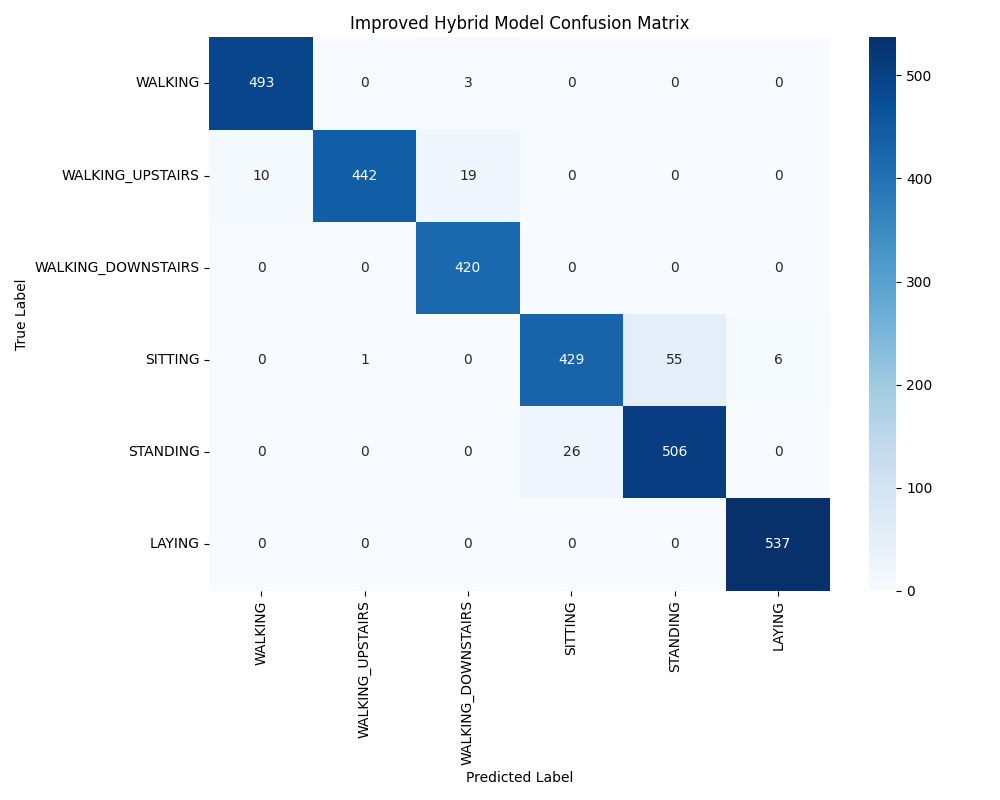 Improved Hybrid Model Confusion Matrix
True Label
WALKING 493 0 3 0 0 0
WALKING_UPSTAIRS 10 442 19 0 0 0
WALKING_DOWNSTAIRS 0 0 420 0 0 0
SITTING 0 1 0 429 55 6
STANDING 0 0 0 26 506 0
LAYING 0 0 0 0 0 537
WALKING
WALKING_UPSTAIRS
WALKING_DOWNSTAIRS
SITTING
STANDING
LAYING
Predicted Label
500
400
300
200
100
0